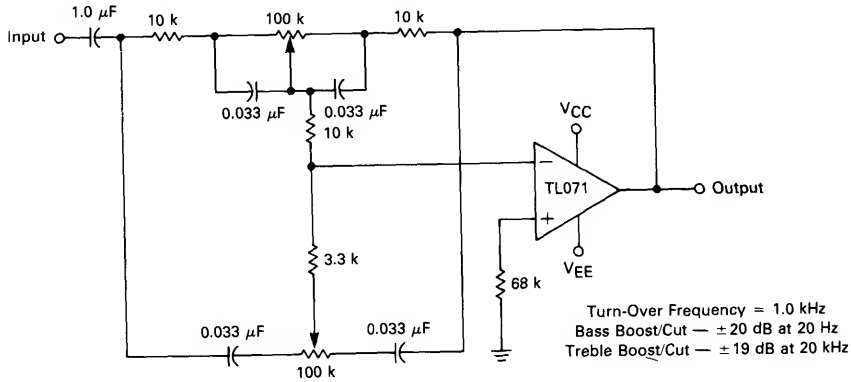 1.0 μF
10 k
100 k
10 k
Input
0.033 μF
0.033 μF
10 k
VCC
TL071
Output
VEE
3.3 k
68 k
0.033 μF
0.033 μF
100 k
Turn-Over Frequency = 1.0 kHz
Bass Boost/Cut — ±20 dB at 20 Hz
Treble Boost/Cut — ±19 dB at 20 kHz